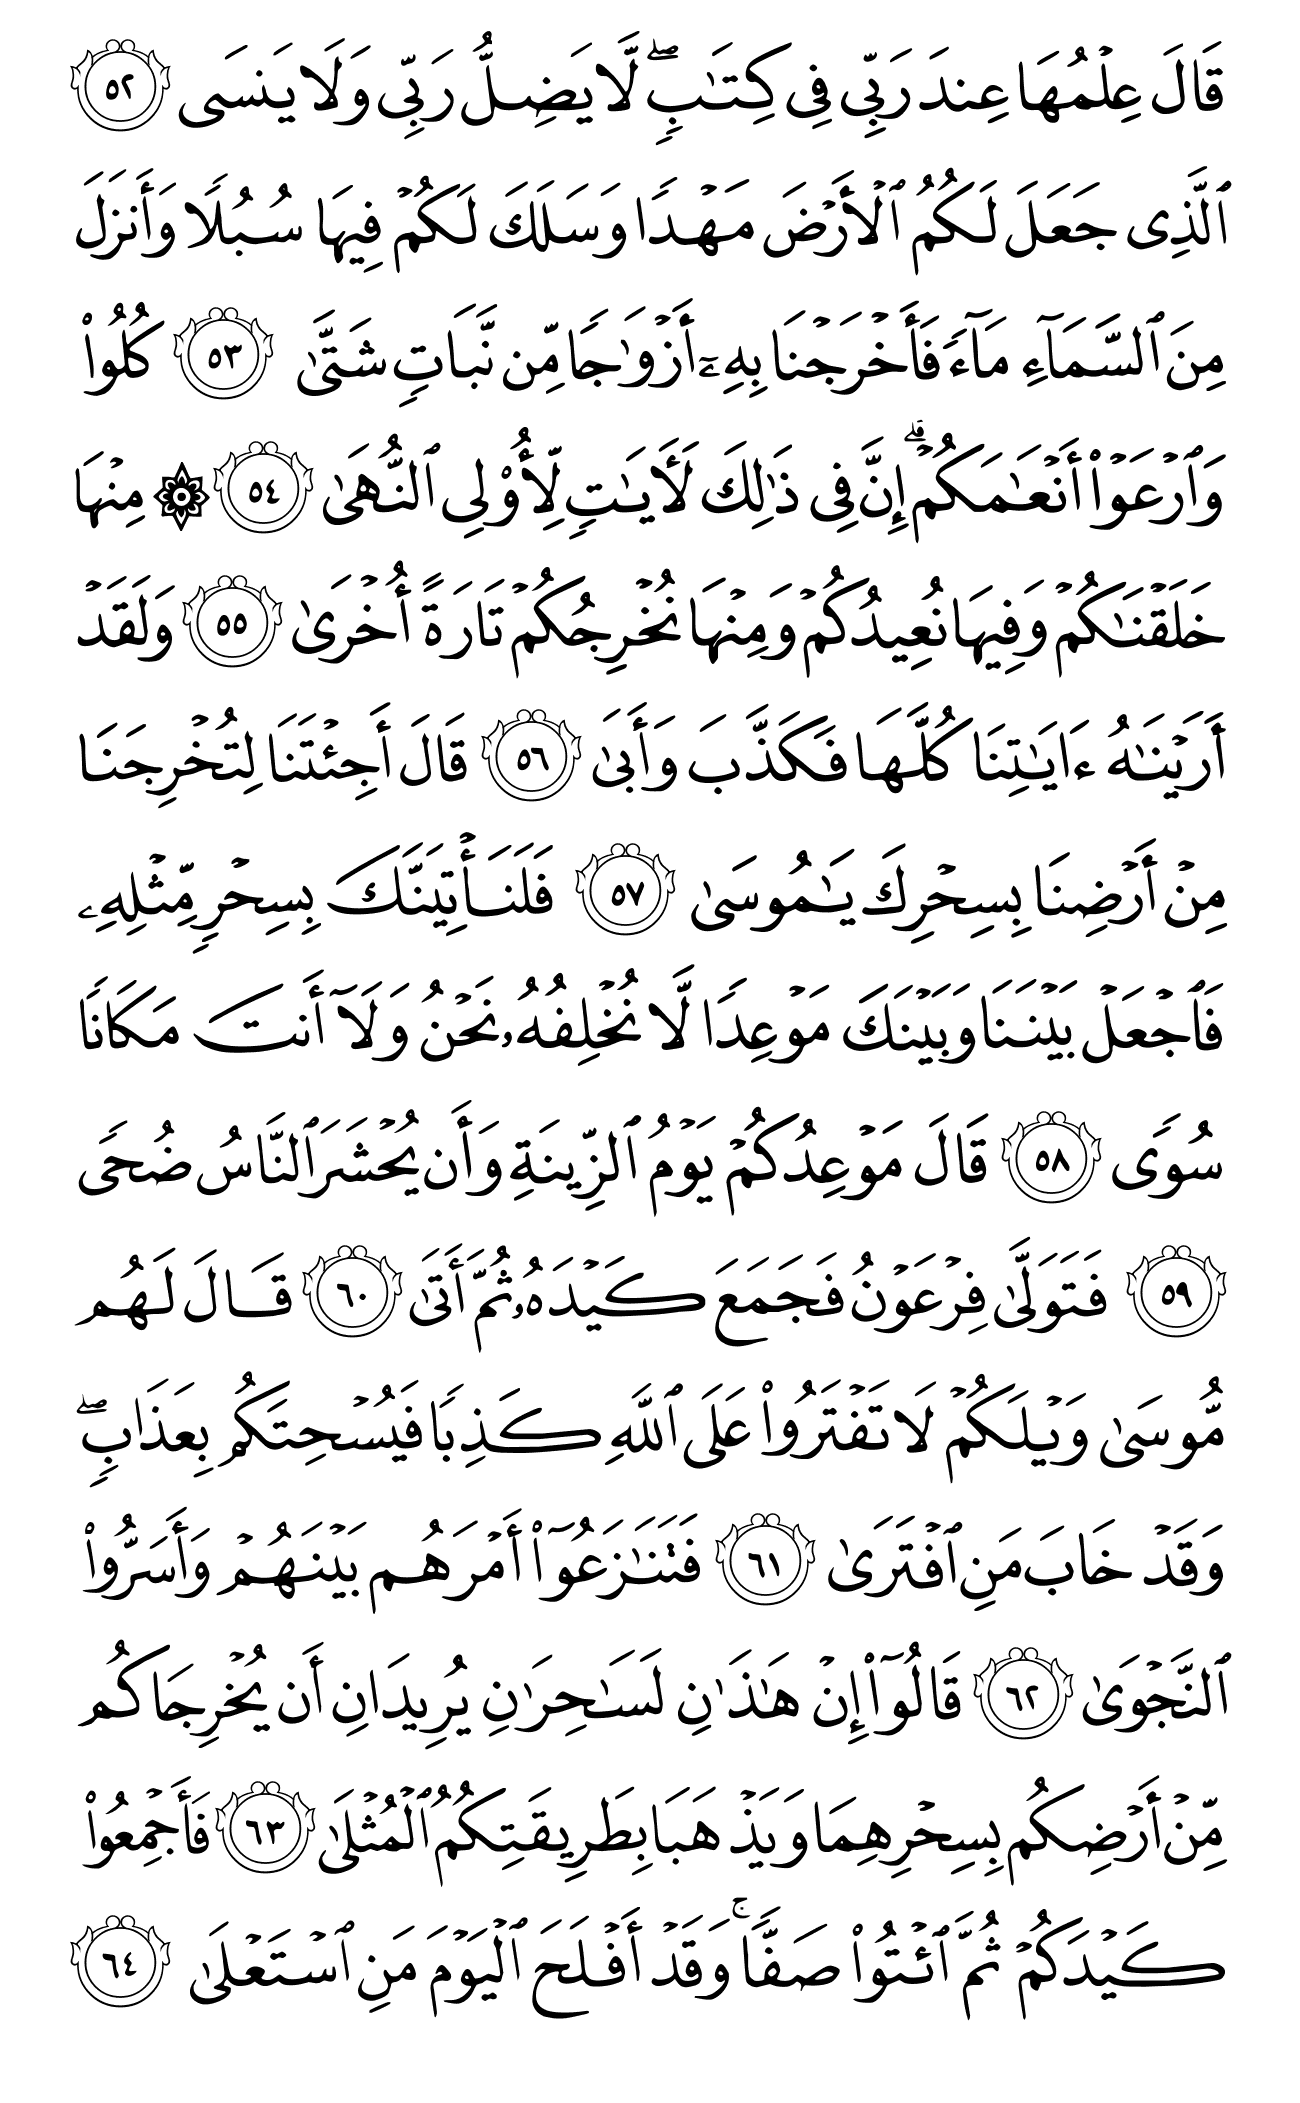 قَالَ عِلۡمُهَا عِندَ رَبِّي فِي كِتَٰبٖۖ لَّا يَضِلُّ رَبِّي وَلَا يَنسَى ٥٢
ٱلَّذِي جَعَلَ لَكُمُ ٱلۡأَرۡضَ مَهۡدٗا وَسَلَكَ لَكُمۡ فِيهَا سُبُلٗا وَأَنزَلَ
مِنَ ٱلسَّمَآءِ مَآءٗ فَأَخۡرَجۡنَا بِهِۦٓ أَزۡوَٰجٗا مِّن نَّبَاتٖ شَتَّىٰ ٥٣ كُلُواْ
وَٱرۡعَوۡاْ أَنۡعَٰمَكُمۡۚ إِنَّ فِي ذَٰلِكَ لَأٓيَٰتٖ لِّأُوْلِي ٱلنُّهَىٰ ٥٤ ۞ مِنۡهَا
خَلَقۡنَٰكُمۡ وَفِيهَا نُعِيدُكُمۡ وَمِنۡهَا نُخۡرِجُكُمۡ تَارَةً أُخۡرَىٰ ٥٥ وَلَقَدۡ
أَرَيۡنَٰهُ ءَايَٰتِنَا كُلَّهَا فَكَذَّبَ وَأَبَىٰ ٥٦ قَالَ أَجِئۡتَنَا لِتُخۡرِجَنَا
مِنۡ أَرۡضِنَا بِسِحۡرِكَ يَٰمُوسَىٰ ٥٧ فَلَنَأۡتِيَنَّكَ بِسِحۡرٖ مِّثۡلِهِۦ
فَٱجۡعَلۡ بَيۡنَنَا وَبَيۡنَكَ مَوۡعِدٗا لَّا نُخۡلِفُهُۥ نَحۡنُ وَلَآ أَنتَ مَكَانٗا
سُوٗى ٥٨ قَالَ مَوۡعِدُكُمۡ يَوۡمُ ٱلزِّينَةِ وَأَن يُحۡشَرَ ٱلنَّاسُ ضُحٗى
٥٩ فَتَوَلَّىٰ فِرۡعَوۡنُ فَجَمَعَ كَيۡدَهُۥ ثُمَّ أَتَىٰ ٦٠ قَالَ لَهُم
مُّوسَىٰ وَيۡلَكُمۡ لَا تَفۡتَرُواْ عَلَى ٱللَّهِ كَذِبٗا فَيُسۡحِتَكُم بِعَذَابٖۖ
وَقَدۡ خَابَ مَنِ ٱفۡتَرَىٰ ٦١ فَتَنَٰزَعُوٓاْ أَمۡرَهُم بَيۡنَهُمۡ وَأَسَرُّواْ
ٱلنَّجۡوَىٰ ٦٢ قَالُوٓاْ إِنۡ هَٰذَٰنِ لَسَٰحِرَٰنِ يُرِيدَانِ أَن يُخۡرِجَاكُم
مِّنۡ أَرۡضِكُم بِسِحۡرِهِمَا وَيَذۡهَبَا بِطَرِيقَتِكُمُ ٱلۡمُثۡلَىٰ ٦٣ فَأَجۡمِعُواْ
كَيۡدَكُمۡ ثُمَّ ٱئۡتُواْ صَفّٗاۚ وَقَدۡ أَفۡلَحَ ٱلۡيَوۡمَ مَنِ ٱسۡتَعۡلَىٰ ٦٤